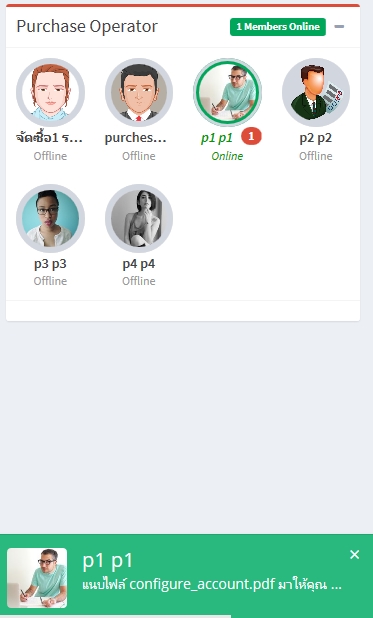 Purchase Operator
1 Members Online
จัดซื้อ1 ร...
purches...
p1 p1
1
p2 p2
Offline
Offline
Online
Offline
p3 p3
p4 p4
Offline
Offline
p1 p1
แนบไฟล์ configure_account.pdf มาให้คุณ ...